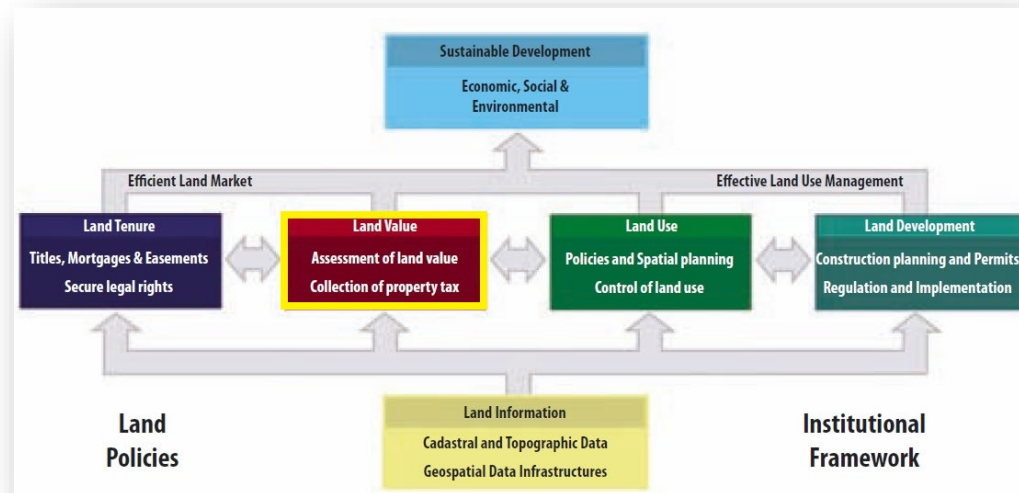 Sustainable Development
Economic, Social &
Environmental
Efficient Land Market
Effective Land Use Management
Land Tenure
Titles, Mortgages & Easements
Secure legal rights
Land Value
Assessment of land value
Collection of property tax
Land Use
Policies and Spatial planning
Control of land use
Land Development
Construction planning and Permits
Regulation and Implementation
Land
Policies
Land Information
Cadastral and Topographic Data
Geospatial Data Infrastructures
Institutional
Framework